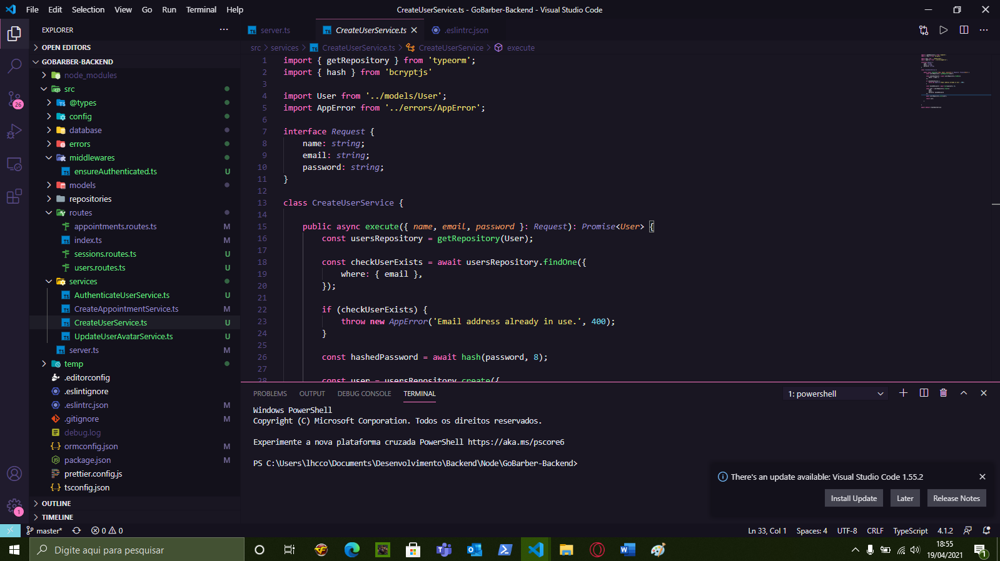 File Edit Selection View Go Run Terminal Help CreateUserService.ts - GoBarber-Backend - Visual Studio Code
EXPLORER
OPEN EDITORS
GOBARBER-BACKEND
node_modules
src
@types
config
database
errors
middlewares
ensureAuthenticated.ts U
models
repositories
routes
appointments.routes.ts M
index.ts M
sessions.routes.ts U
users.routes.ts U
services
AuthenticateUserService.ts U
CreateAppointmentService.ts M
CreateUserService.ts U
UpdateUserAvatarService.ts U
server.ts M
temp
.editorconfig
.eslintignore
.eslintrc.json M
.gitignore M
debug.log
ormconfig.json M
package.json M
prettier.config.js
tsconfig.json
OUTLINE
TIMELINE
26
1
server.ts CreateUserService.ts .eslintrc.json
src > services > CreateUserService.ts > CreateUserService > execute
1 import { getRepository } from 'typeorm';
2 import { hash } from 'bcryptjs'
3
4 import User from '../models/User';
5 import AppError from '../errors/AppError';
6
7 interface Request {
8 name: string;
9 email: string;
10 password: string;
11 }
12
13 class CreateUserService {
14
15 public async execute({ name, email, password }: Request): Promise<User> {
16 const usersRepository = getRepository(User);
17
18 const checkUserExists = await usersRepository.findOne({
19 where: { email },
20 });
21
22 if (checkUserExists) {
23 throw new AppError('Email address already in use.', 400);
24 }
25
26 const hashedPassword = await hash(password, 8);
27
28 const user = usersRepository.create({
PROBLEMS OUTPUT DEBUG CONSOLE TERMINAL 1: powershell
Windows PowerShell
Copyright (C) Microsoft Corporation. Todos os direitos reservados.
Experimente a nova plataforma cruzada PowerShell https://aka.ms/pscore6
PS C:\Users\lhcco\Documents\Desenvolvimento\Backend\Node\GoBarber-Backend>
There's an update available: Visual Studio Code 1.55.2
Install Update Later Release Notes
master* 0 0 Ln 33, Col 1 Spaces: 4 UTF-8 CRLF TypeScript 4.1.2
Digite aqui para pesquisar
18:55
19/04/2021
1